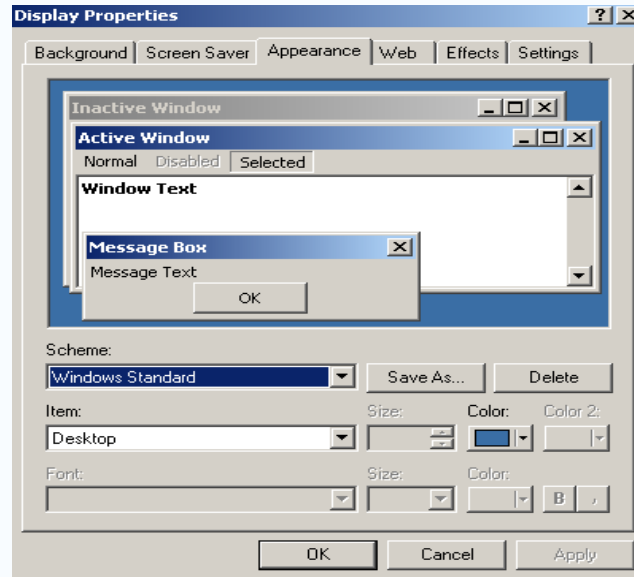 Display Properties
Background Screen Saver Appearance Web Effects Settings
Inactive Window
Active Window
Normal Disabled Selected
Window Text
Message Box
Message Text
OK
Scheme:
Windows Standard Save As... Delete
Item: Size: Color: Color 2:
Desktop
Font: Size: Color:
B /
OK Cancel Apply